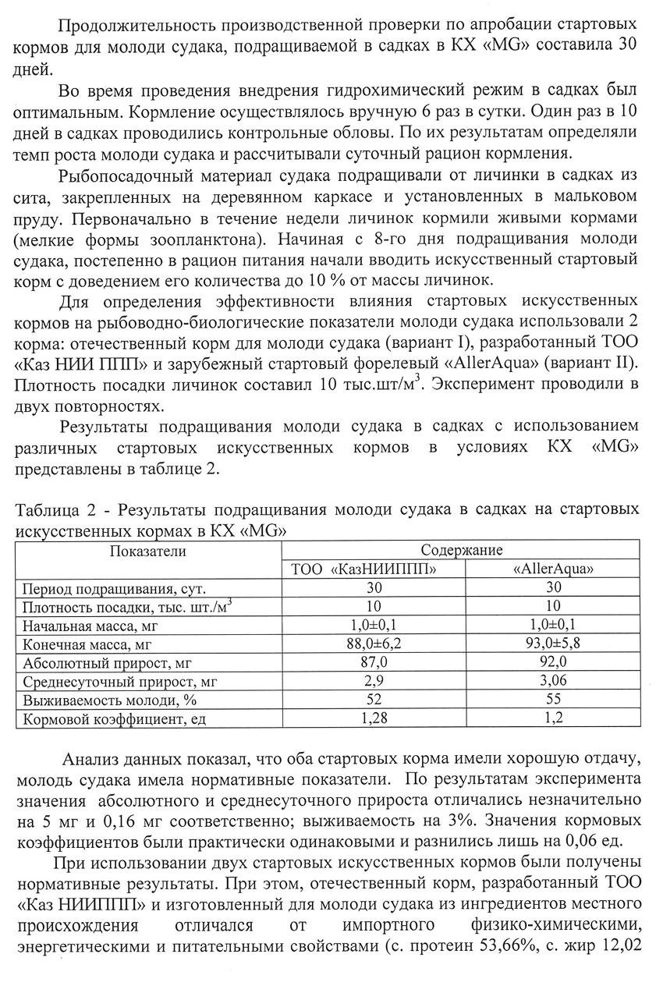 Продолжительность производственной проверки по апробации стартовых
кормов для молоди судака, подращиваемой в садках в КХ «MG» составила 30
дней.
Во время проведения внедрения гидрохимический режим в садках был
оптимальным. Кормление осуществлялось вручную 6 раз в сутки. Один раз в 10
дней в садках проводились контрольные обловы. По их результатам определяли
темп роста молоди судака и рассчитывали суточный рацион кормления.
Рыбопосадочный материал судака подращивали от личинки в садках из
сита, закрепленных на деревянном каркасе и установленных в мальковом
пруду. Первоначально в течение недели личинок кормили живыми кормами
(мелкие формы зоопланктона). Начиная с 8-го дня подращивания молоди
судака, постепенно в рацион питания начали вводить искусственный стартовый
корм с доведением его количества до 10 % от массы личинок.
Для определения эффективности влияния стартовых искусственных
кормов на рыбоводно-биологические показатели молоди судака использовали 2
корма: отечественный корм для молоди судака (вариант I), разработанный ТОО
«Каз НИИ ППП» и зарубежный стартовый форелевый «AllerAqua» (вариант II).
Плотность посадки личинок составил 10 тыс.шт/м³. Эксперимент проводили в
двух повторностях.
Результаты подращивания молоди судака в садках с использованием
различных стартовых искусственных кормов в условиях КХ «MG»
представлены в таблице 2.
Таблица 2 - Результаты подращивания молоди судака в садках на стартовых
искусственных кормах в КХ «MG»
Показатели Содержание
ТОО «КазНИИППП» «AllerAqua»
Период подращивания, сут. 30 30
Плотность посадки, тыс. шт./м³ 10 10
Начальная масса, мг 1,0±0,1 1,0±0,1
Конечная масса, мг 88,0±6,2 93,0±5,8
Абсолютный прирост, мг 87,0 92,0
Среднесуточный прирост, мг 2,9 3,06
Выживаемость молоди, % 52 55
Кормовой коэффициент, ед 1,28 1,2
Анализ данных показал, что оба стартовых корма имели хорошую отдачу,
молодь судака имела нормативные показатели. По результатам эксперимента
значения абсолютного и среднесуточного прироста отличались незначительно
на 5 мг и 0,16 мг соответственно; выживаемость на 3%. Значения кормовых
коэффициентов были практически одинаковыми и разнились лишь на 0,06 ед.
При использовании двух стартовых искусственных кормов были получены
нормативные результаты. При этом, отечественный корм, разработанный ТОО
«Каз НИИППП» и изготовленный для молоди судака из ингредиентов местного
происхождения отличался от импортного физико-химическими,
энергетическими и питательными свойствами (с. протеин 53,66%, с. жир 12,02